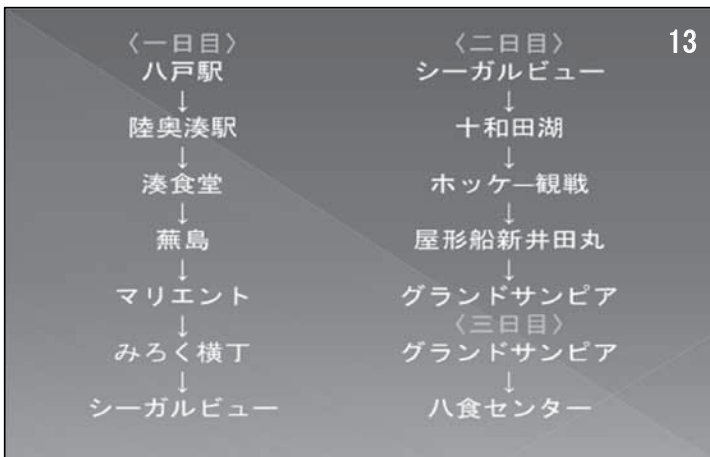 13
〈一日目〉
八戸駅
↓
陸奥湊駅
↓
湊食堂
↓
蕪島
↓
マリエント
↓
みろく横丁
↓
シーガルビュー
〈二日目〉
シーガルビュー
↓
十和田湖
↓
ホッケー観戦
↓
屋形船新井田丸
↓
グランドサンピア
〈三日目〉
グランドサンピア
↓
八食センター